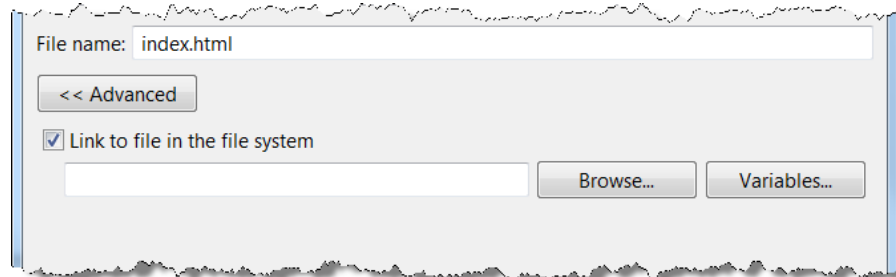 File name: index.html
<< Advanced
Link to file in the file system
Browse... Variables...